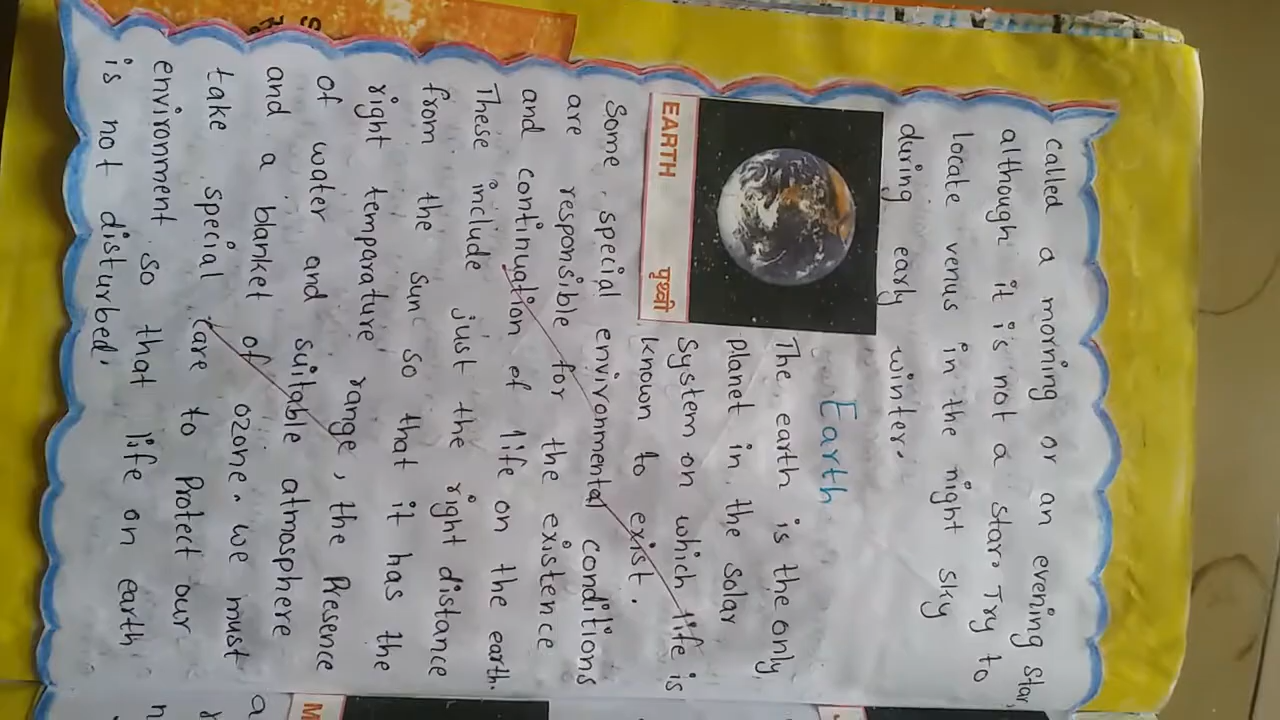 called a morning or an evening star,
although it is not a star. Try to
locate venus in the night sky
during early winter.
Earth
EARTH पृथ्वी
The earth is the only
planet in the solar
System on which life is
known to exist.
Some special environmental conditions
are responsible for the existence
and continuation of life on the earth.
These include just the right distance
from the sun so that it has the
right temparature range, the Presence
of water and suitable atmosphere
and a blanket of ozone. we must
take special care to Protect our
environment so that life on earth
is not disturbed.